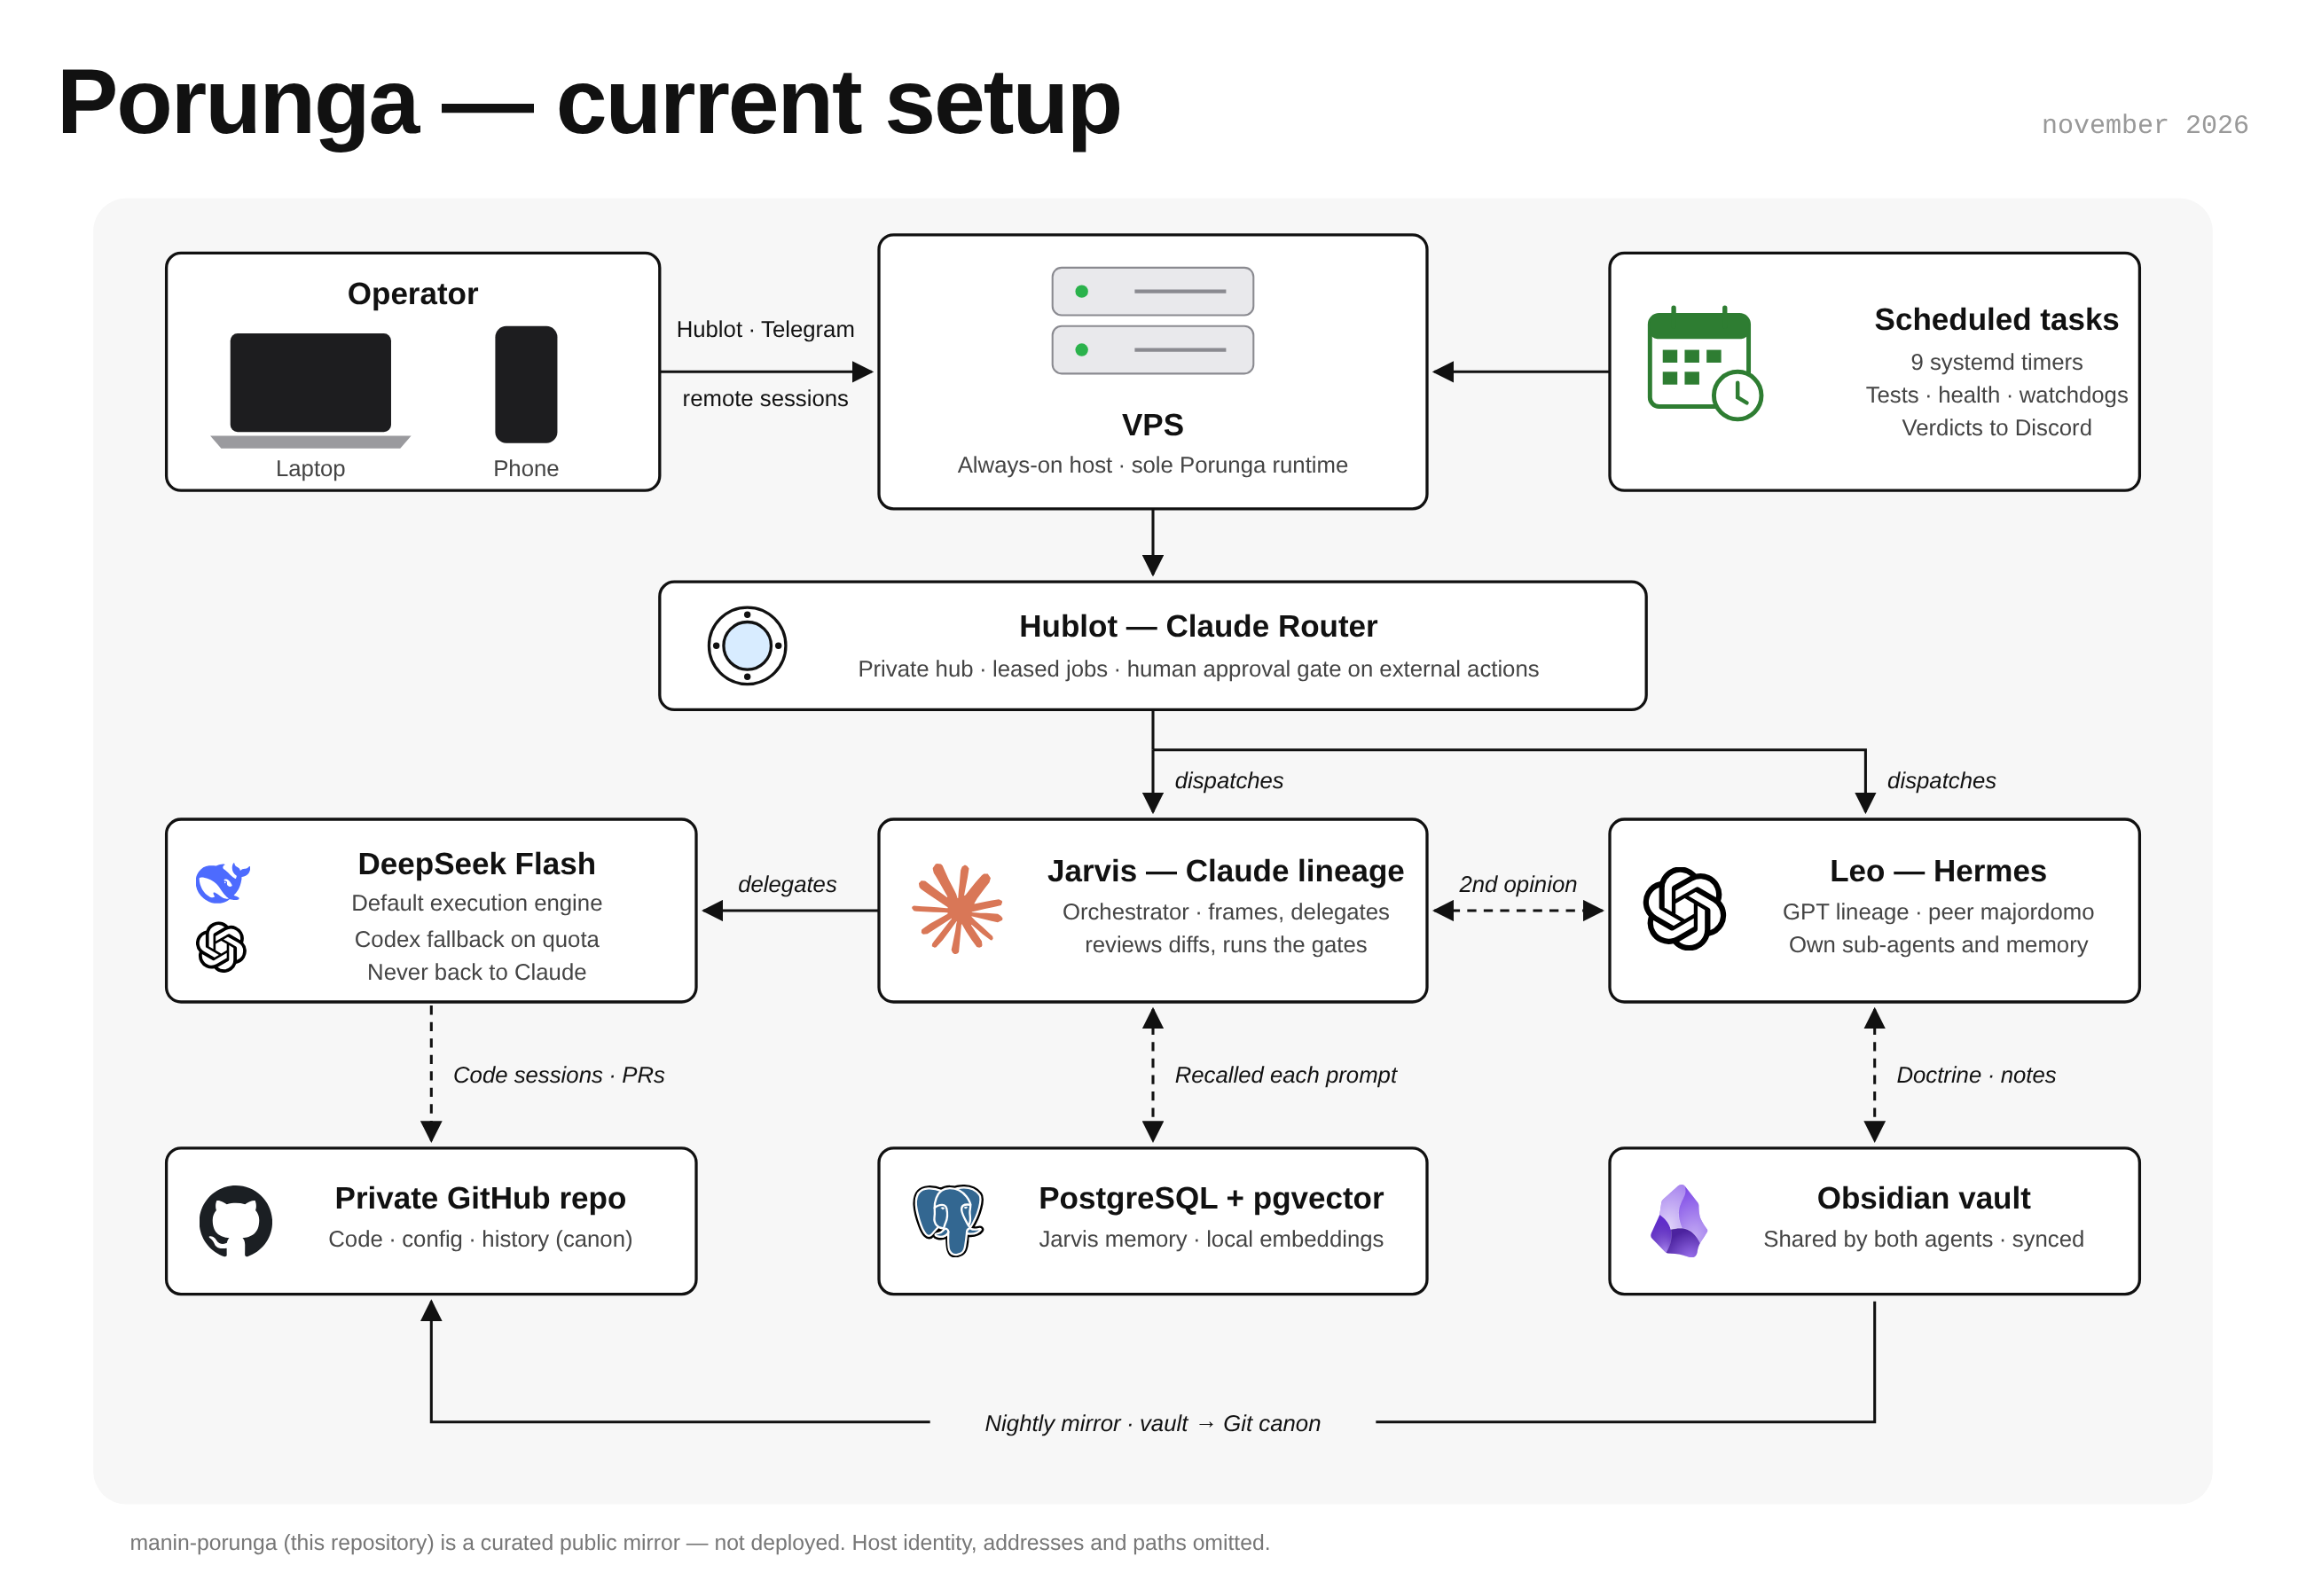 Porunga — current setup
november 2026
Operator
Laptop
Phone
Hublot · Telegram
remote sessions
VPS
Always-on host · sole Porunga runtime
Scheduled tasks
9 systemd timers
Tests · health · watchdogs
Verdicts to Discord
Hublot — Claude Router
Private hub · leased jobs · human approval gate on external actions
dispatches
dispatches
DeepSeek Flash
Default execution engine
Codex fallback on quota
Never back to Claude
delegates
Jarvis — Claude lineage
Orchestrator · frames, delegates
reviews diffs, runs the gates
2nd opinion
Leo — Hermes
GPT lineage · peer majordomo
Own sub-agents and memory
Code sessions · PRs
Recalled each prompt
Doctrine · notes
Private GitHub repo
Code · config · history (canon)
PostgreSQL + pgvector
Jarvis memory · local embeddings
Obsidian vault
Shared by both agents · synced
Nightly mirror · vault → Git canon
manin-porunga (this repository) is a curated public mirror — not deployed. Host identity, addresses and paths omitted.